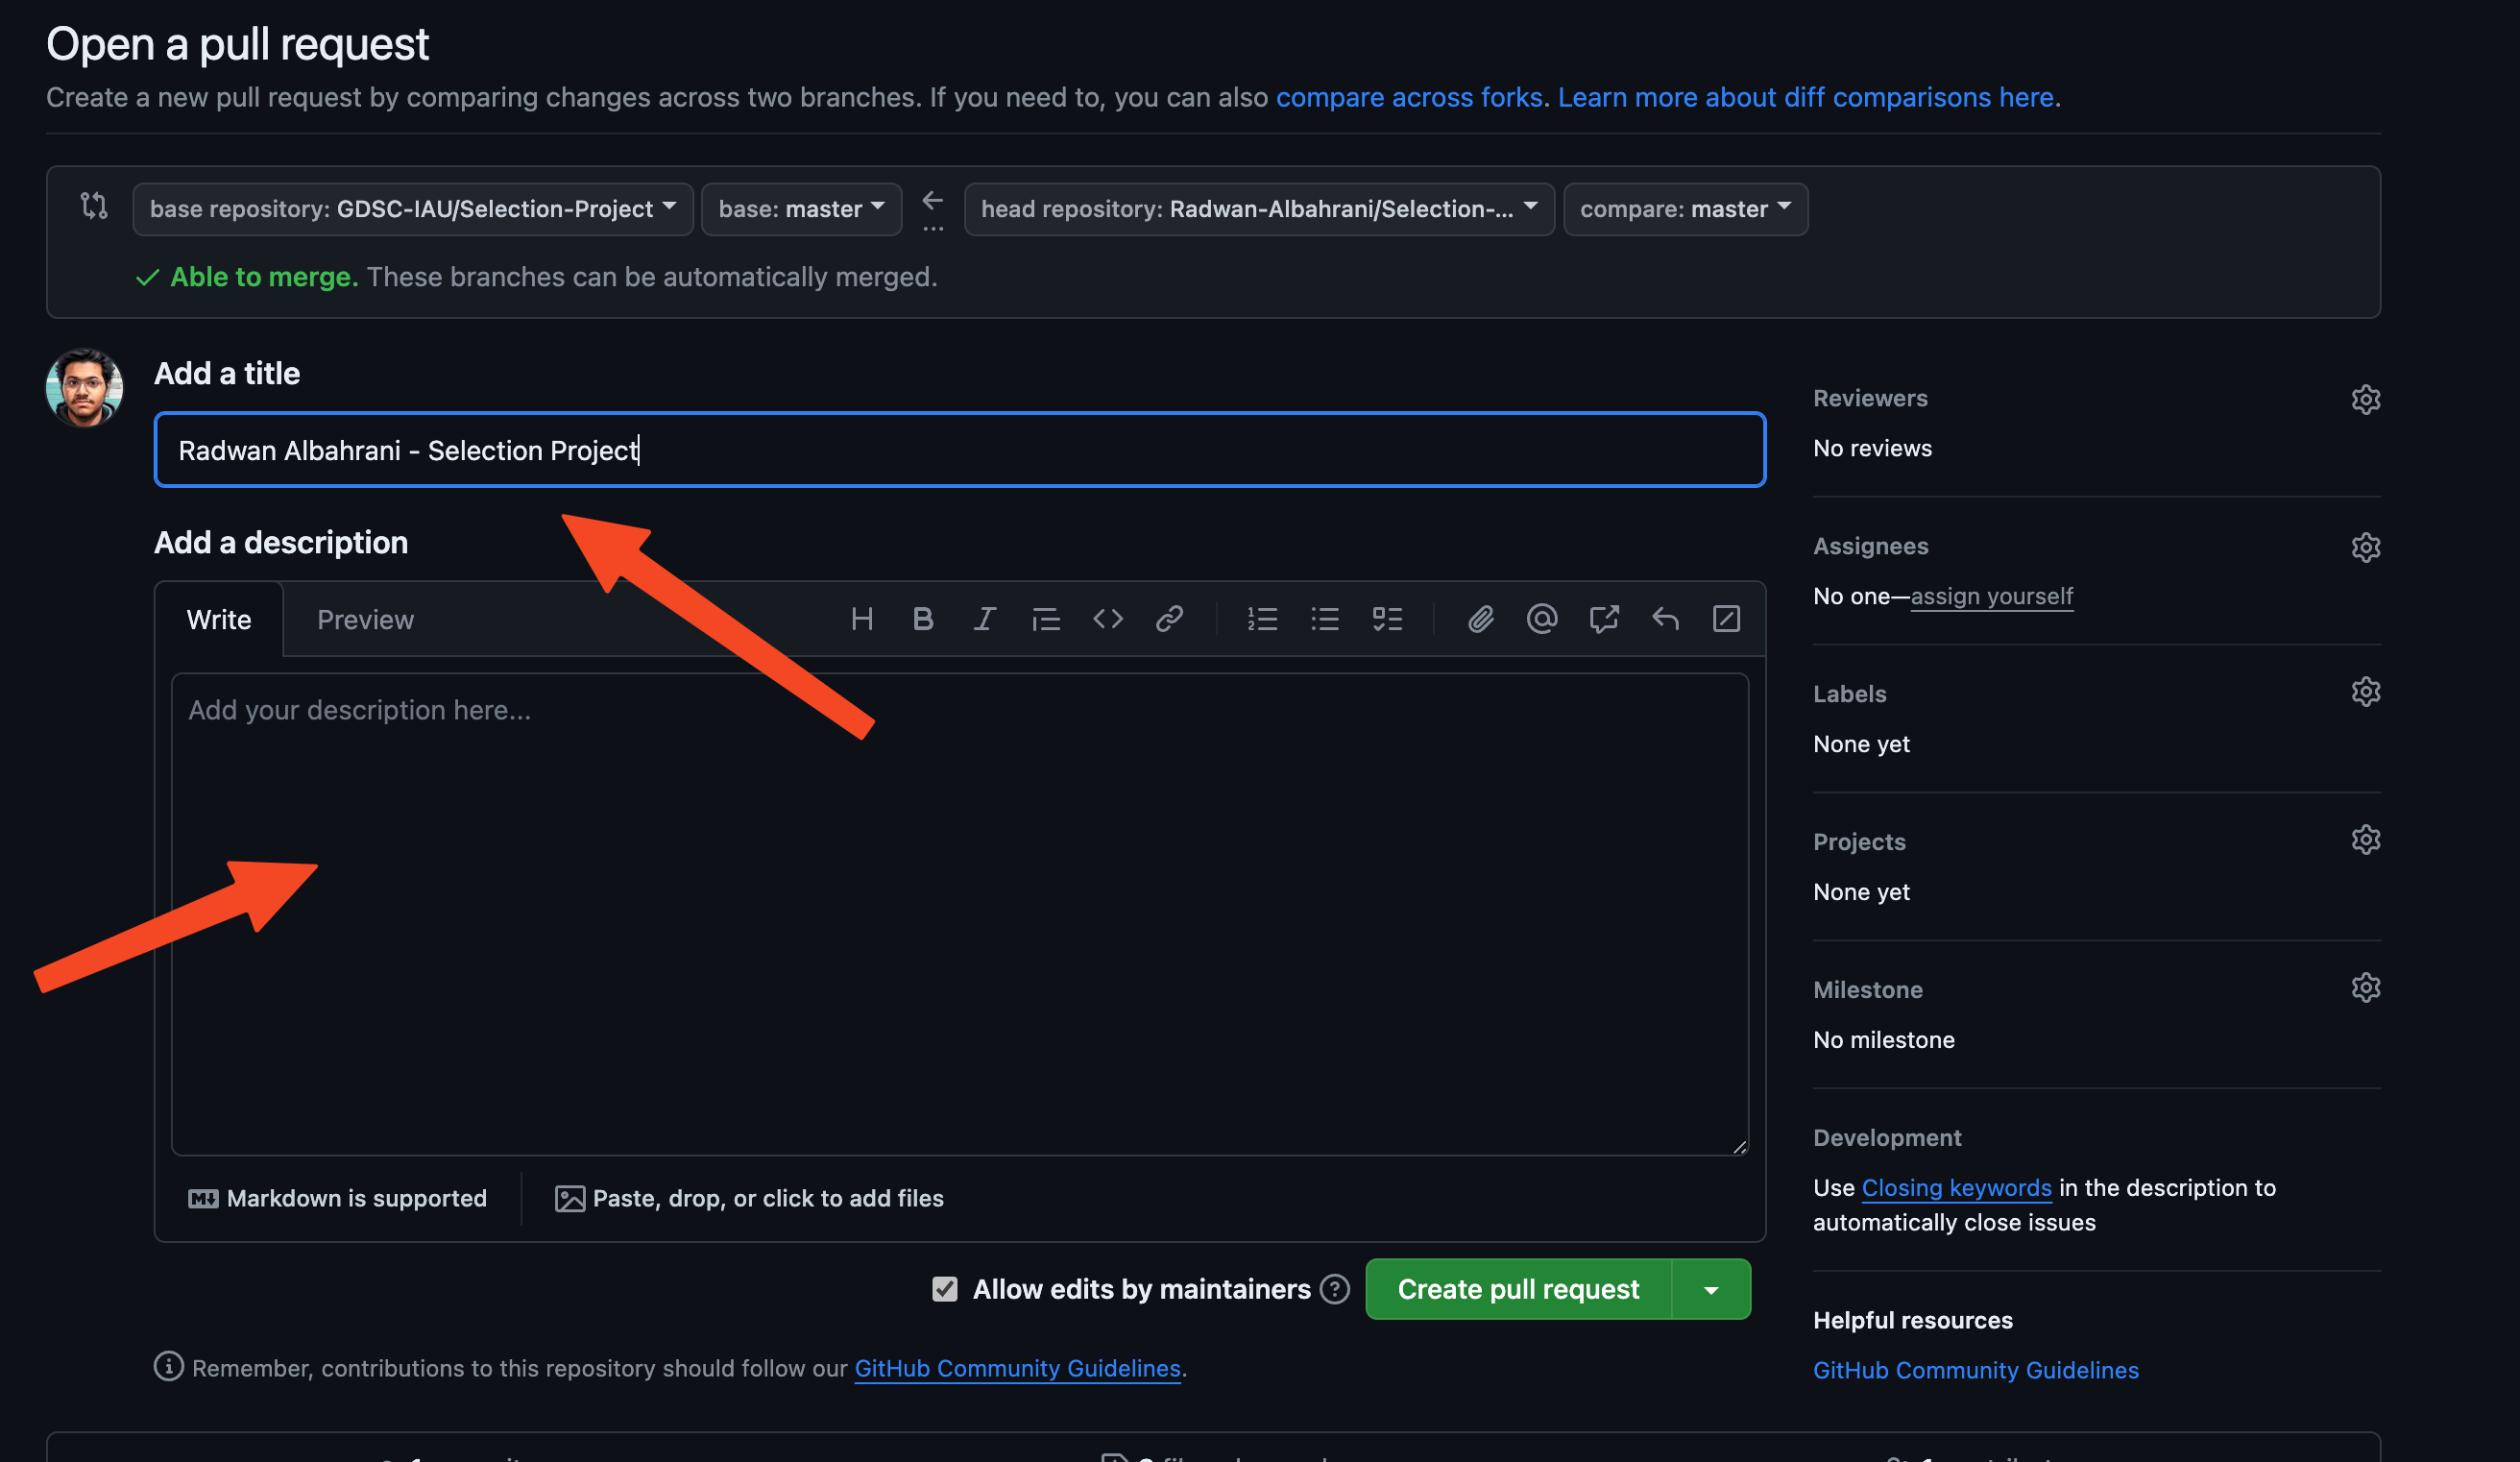 Open a pull request
Create a new pull request by comparing changes across two branches. If you need to, you can also compare across forks. Learn more about diff comparisons here.
base repository: GDSC-IAU/Selection-Project base: master head repository: Radwan-Albahrani/Selection-... compare: master
Able to merge. These branches can be automatically merged.
Add a title
Radwan Albahrani - Selection Project
Add a description
Write Preview
Add your description here...
Markdown is supported Paste, drop, or click to add files
Allow edits by maintainers Create pull request
Remember, contributions to this repository should follow our GitHub Community Guidelines.
Reviewers
No reviews
Assignees
No one—assign yourself
Labels
None yet
Projects
None yet
Milestone
No milestone
Development
Use Closing keywords in the description to
automatically close issues
Helpful resources
GitHub Community Guidelines